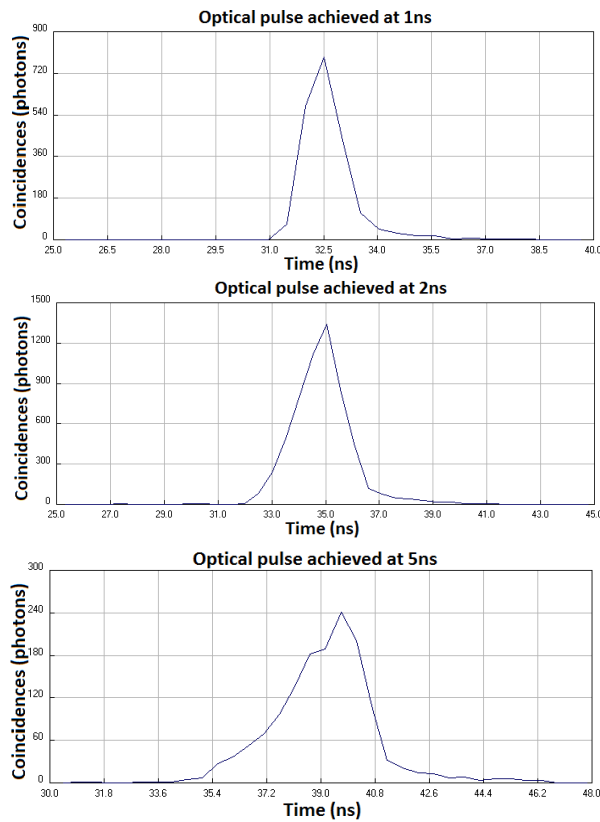 Optical pulse achieved at 1ns
Coincidences (photons)
900
720
540
360
180
0
25.0 26.5 28.0 29.5 31.0 32.5 34.0 35.5 37.0 38.5 40.0
Time (ns)
Optical pulse achieved at 2ns
Coincidences (photons)
1500
1200
900
600
300
0
25.0 27.0 29.0 31.0 33.0 35.0 37.0 39.0 41.0 43.0 45.0
Time (ns)
Optical pulse achieved at 5ns
Coincidences (photons)
300
240
180
120
60
0
30.0 31.8 33.6 35.4 37.2 39.0 40.8 42.6 44.4 46.2 48.0
Time (ns)